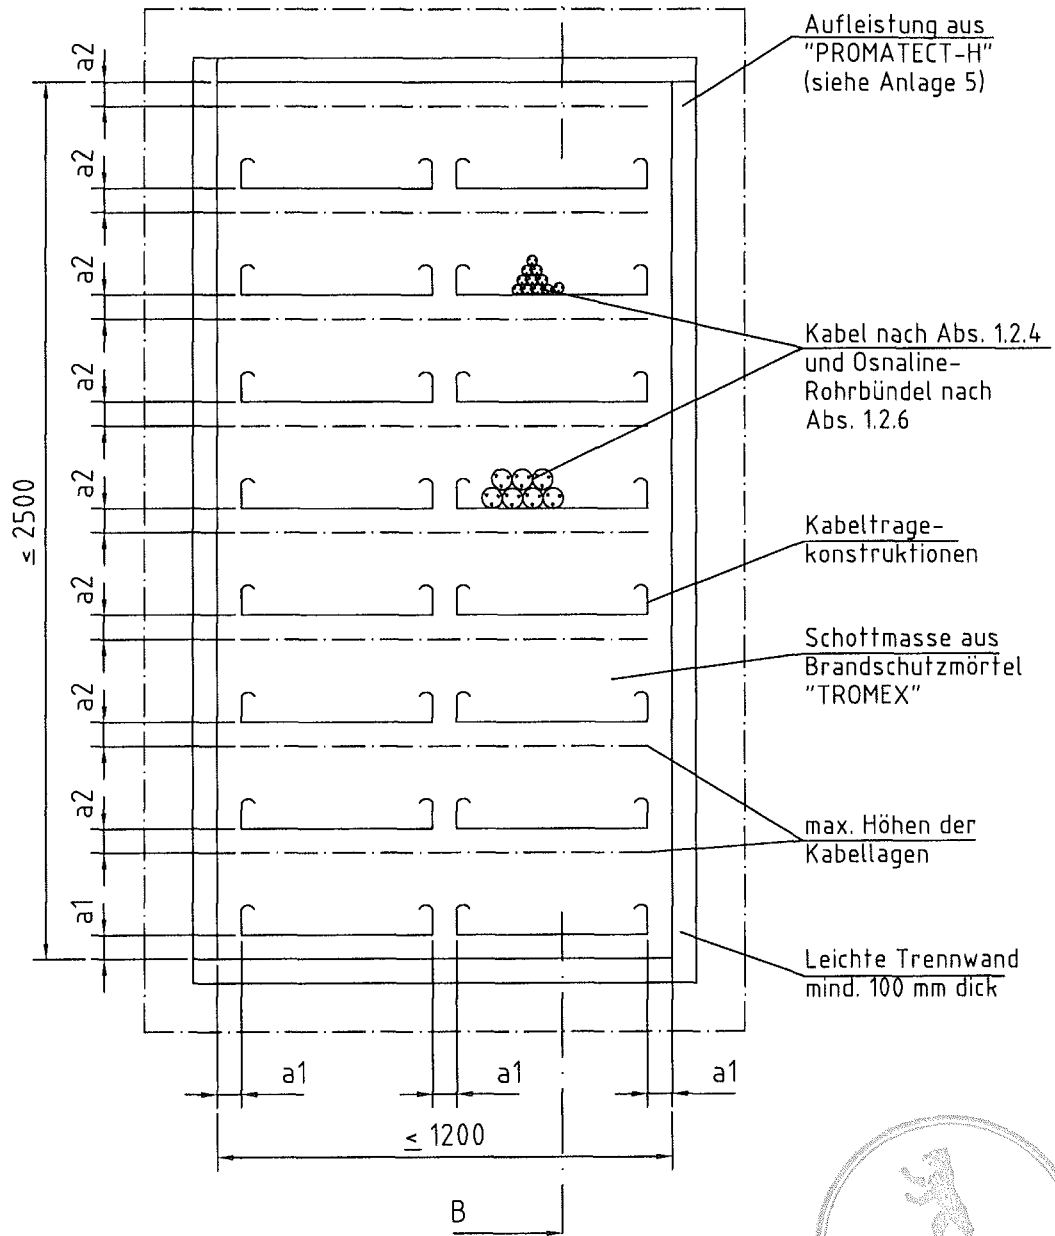 Aufleistung aus
"PROMATECT-H"
(siehe Anlage 5)
a2
a2
a2
a2
a2
a2
a2
a2
a1
≤ 2500
Kabel nach Abs. 1.2.4
und Osnaline-
Rohrbündel nach
Abs. 1.2.6
Kabeltrage-
konstruktionen
Schottmasse aus
Brandschutzmörtel
"TROMEX"
max. Höhen der
Kabellagen
Leichte Trennwand
mind. 100 mm dick
a1
a1
a1
≤ 1200
B